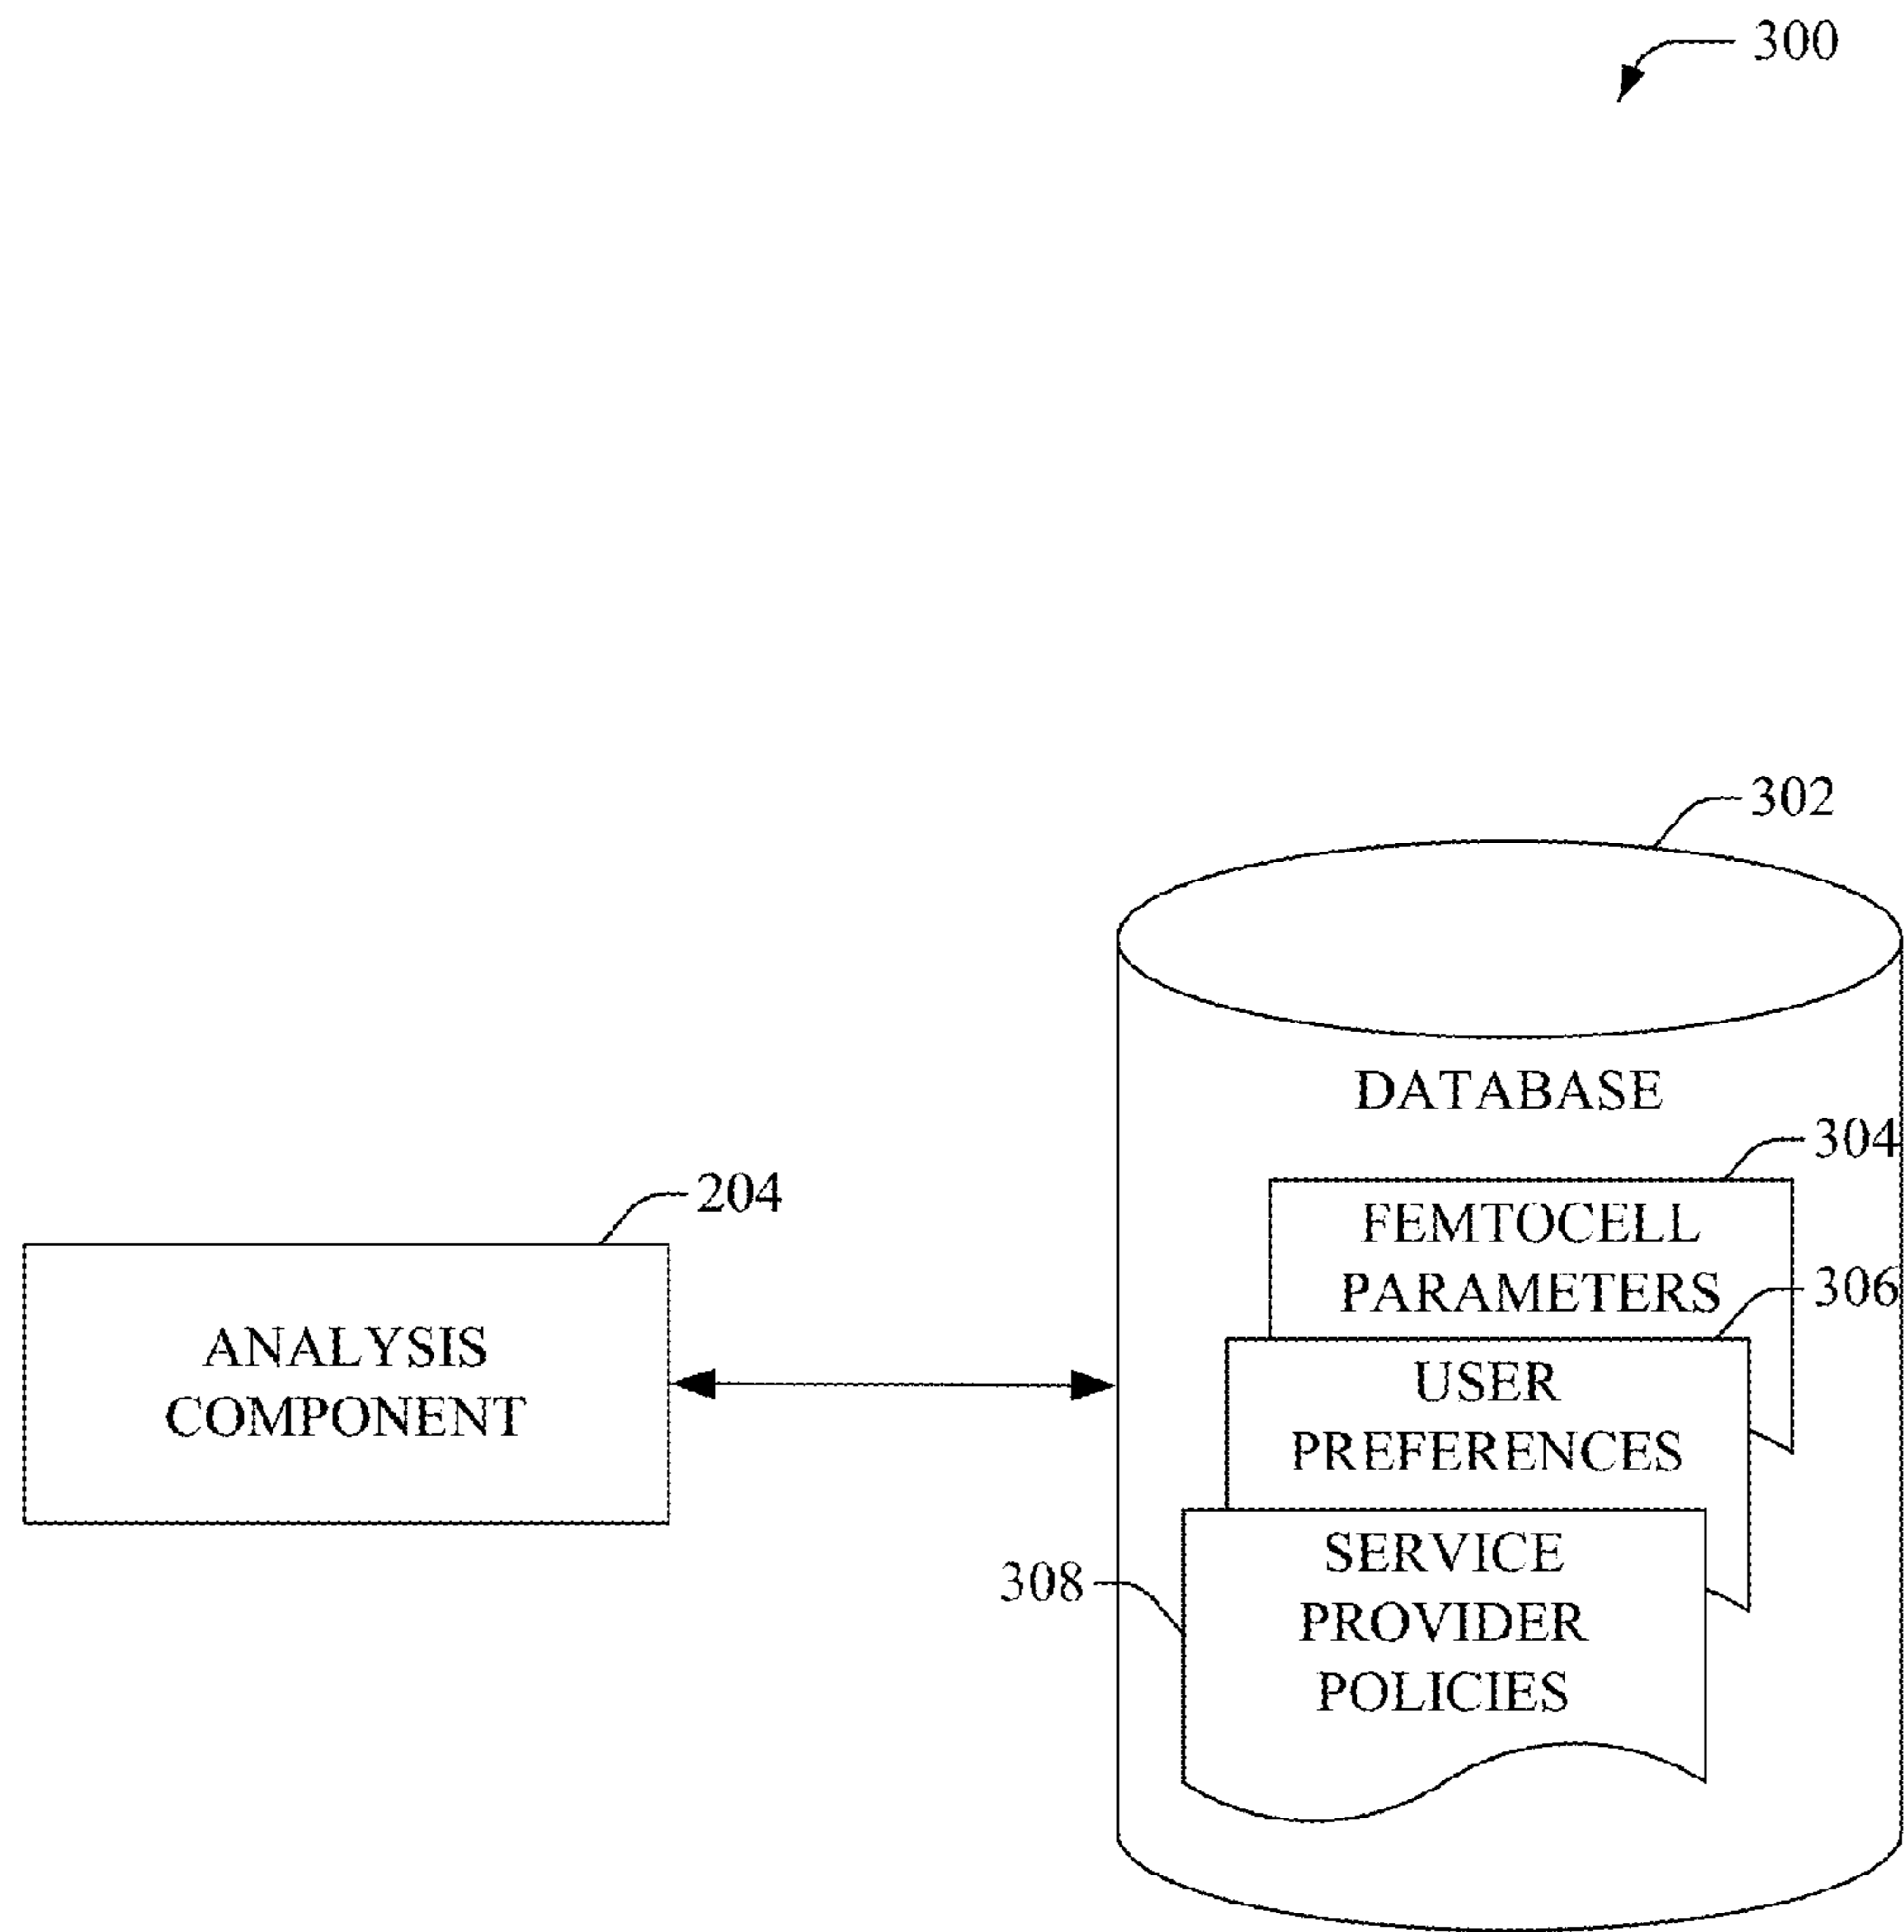 300
302
DATABASE
304
FEMTOCELL
PARAMETERS
306
USER
PREFERENCES
308
SERVICE
PROVIDER
POLICIES
204
ANALYSIS
COMPONENT